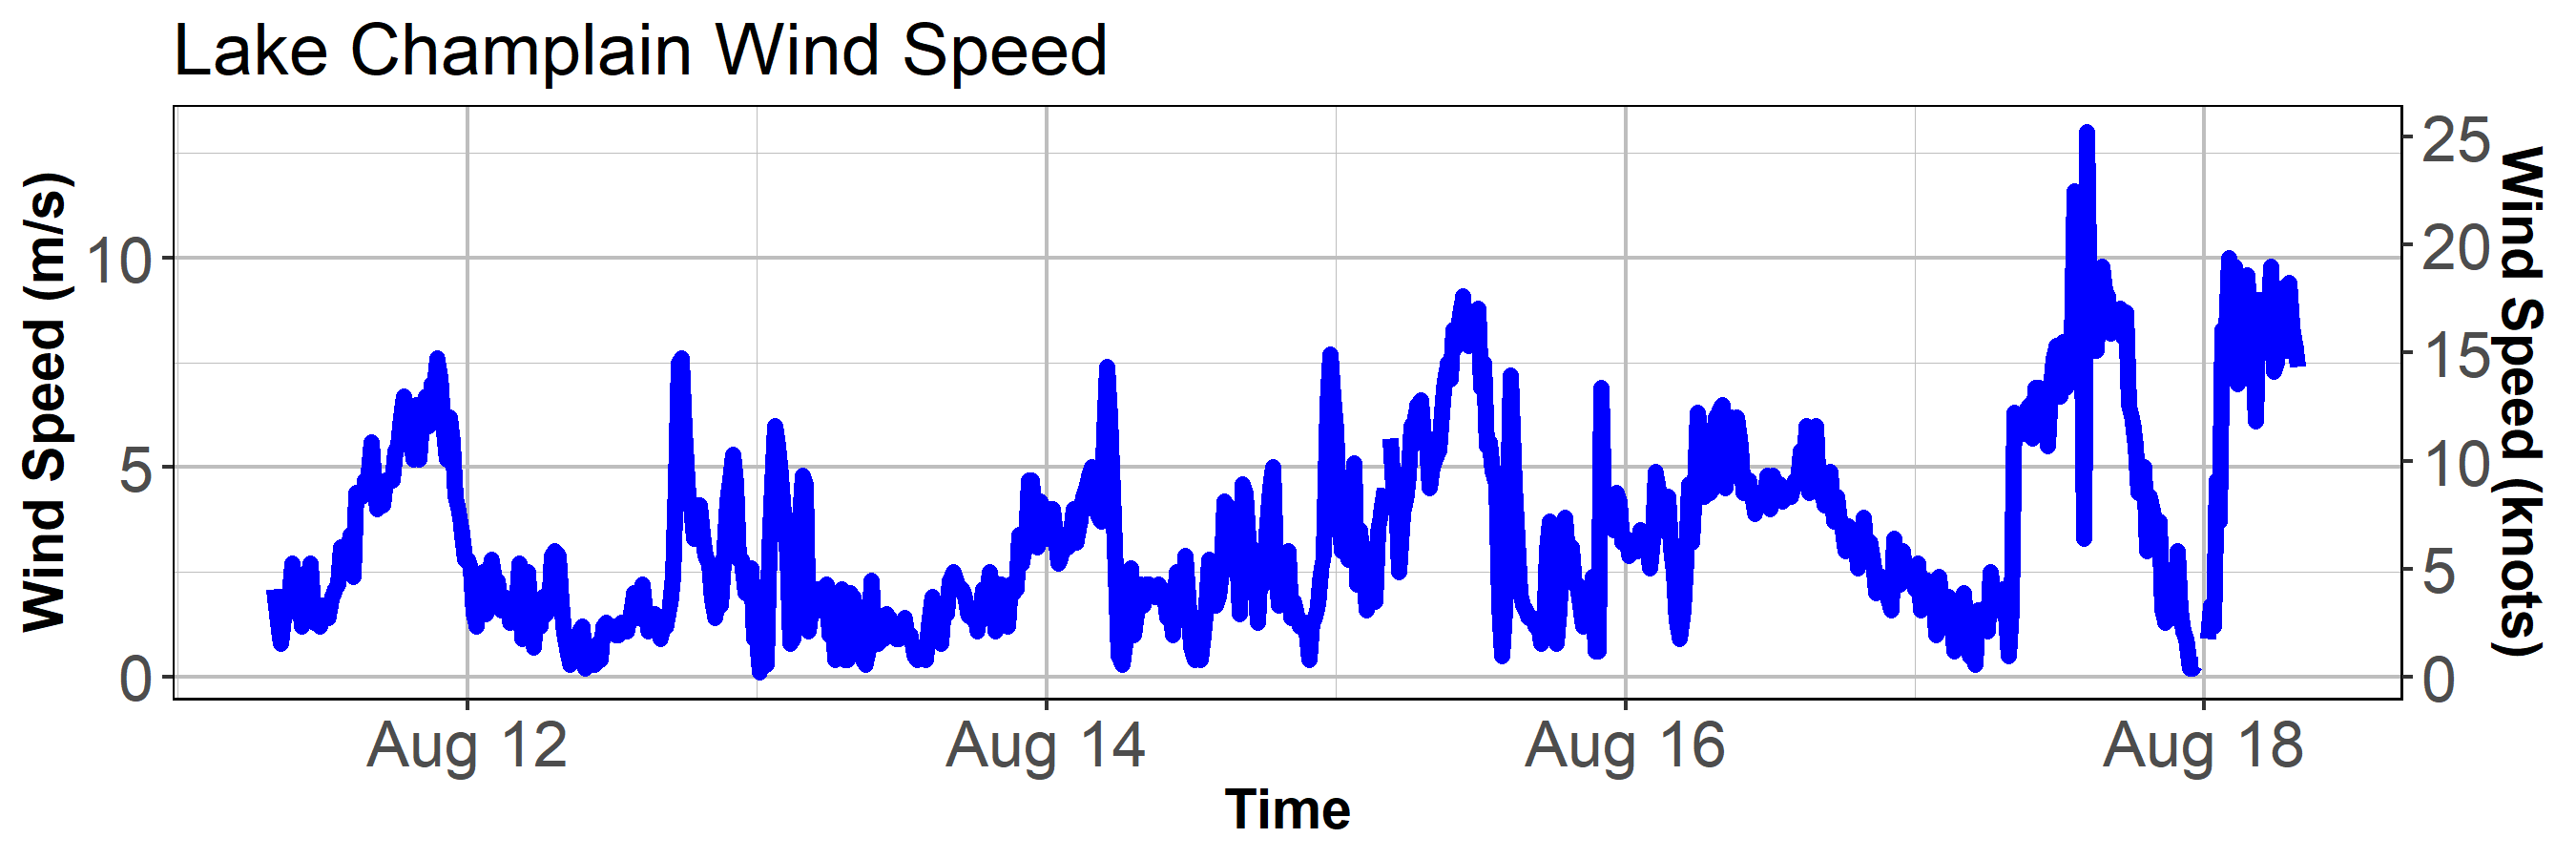 Lake Champlain Wind Speed
Wind Speed (m/s)
10
5
0
25
20
15
10
5
0
Wind Speed (knots)
Aug 12
Aug 14
Aug 16
Aug 18
Time